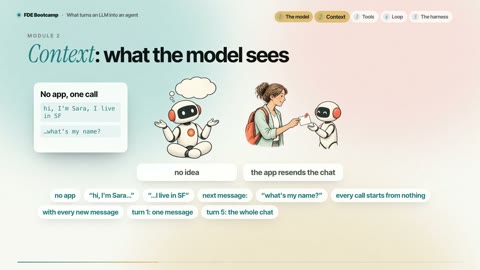 FDE Bootcamp / What turns an LLM into an agent
1 The model 2 Context 3 Tools 4 Loop 5 The harness
MODULE 2
Context: what the model sees
No app, one call
hi, I'm Sara, I live
in SF
…what's my name?
no idea
the app resends the chat
no app "hi, I'm Sara…" "…I live in SF" next message: "what's my name?" every call starts from nothing
with every new message turn 1: one message turn 5: the whole chat